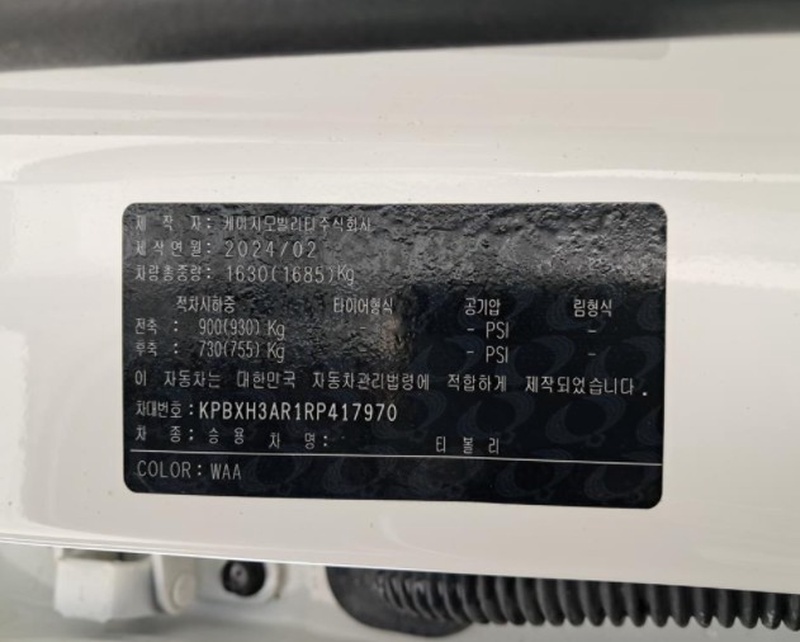 제 작 자 : 케이지모빌리티주식회사
제작연월 : 2024/02
차량총중량 : 1630(1685)Kg
적차시하중 타이어형식 공기압 림형식
전축 : 900(930) Kg - - PSI -
후축 : 730(755) Kg - - PSI -
이 자동차는 대한민국 자동차관리법령에 적합하게 제작되었습니다.
차대번호 : KPBXH3AR1RP417970
차 종 : 승 용 차 명 : 티 볼 리
COLOR : WAA